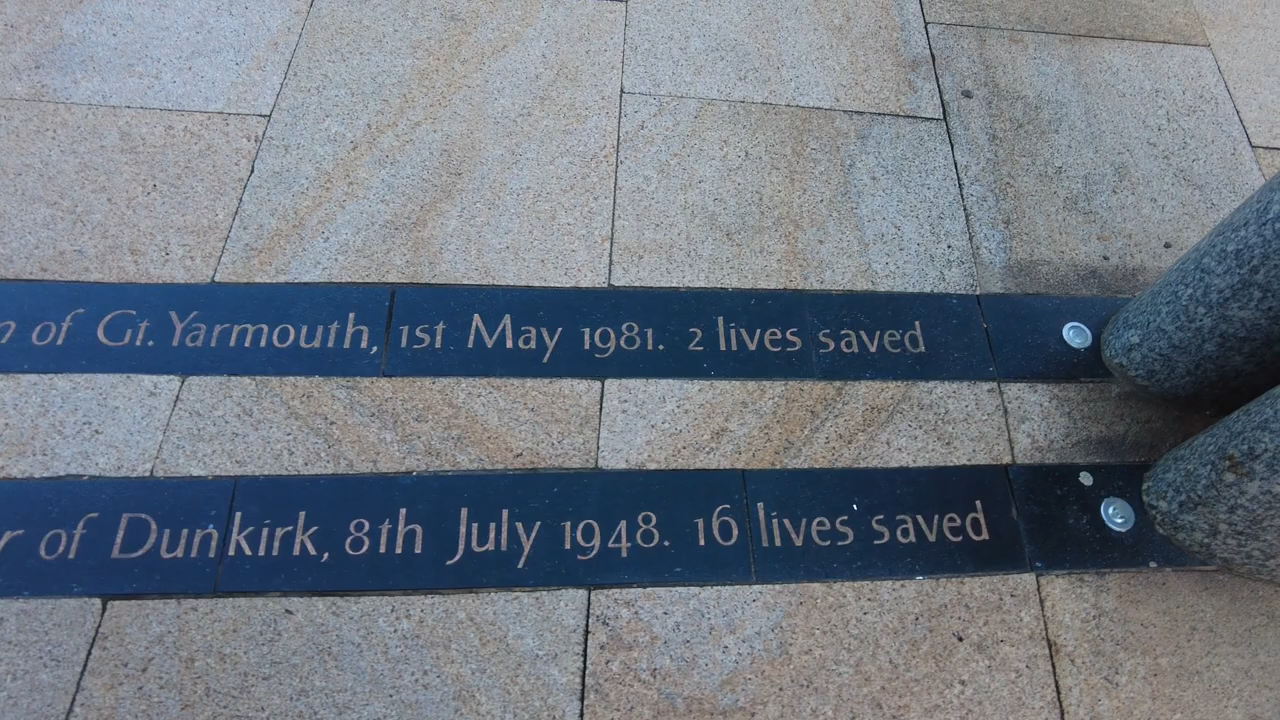 of Gt. Yarmouth, 1st May 1981. 2 lives saved
of Dunkirk, 8th July 1948. 16 lives saved